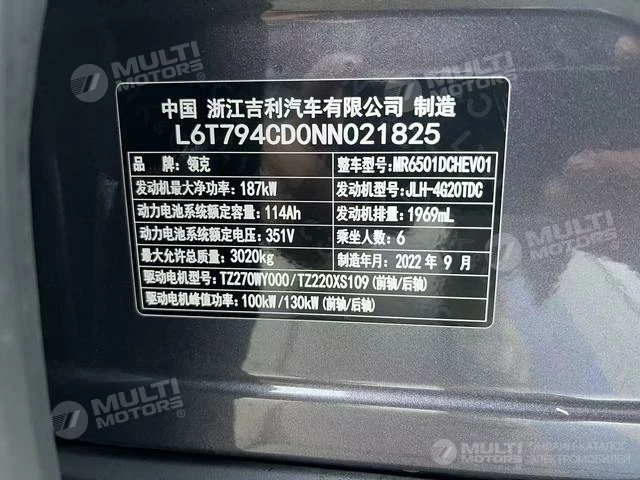 MULTI MOTORS
MULTI MOTORS
中国 浙江吉利汽车有限公司 制造
L6T794CD0NN021825
品 牌:领克 整车型号:MR6501DCHEV01
发动机最大净功率:187kW 发动机型号:JLH-4G20TDC
动力电池系统额定容量:114Ah 发动机排量:1969mL
动力电池系统额定电压:351V 乘坐人数:6
最大允许总质量:3020kg 制造年月:2022 年 9 月
驱动电机型号:TZ270WY000/TZ220XS109(前轴/后轴)
驱动电机峰值功率:100kW/130kW(前轴/后轴)
MULTI MOTORS
MULTI MOTORS
MULTI MOTORS
ОНЛАЙН-КАТАЛОГ
ЭЛЕКТРОМОБИЛЕЙ